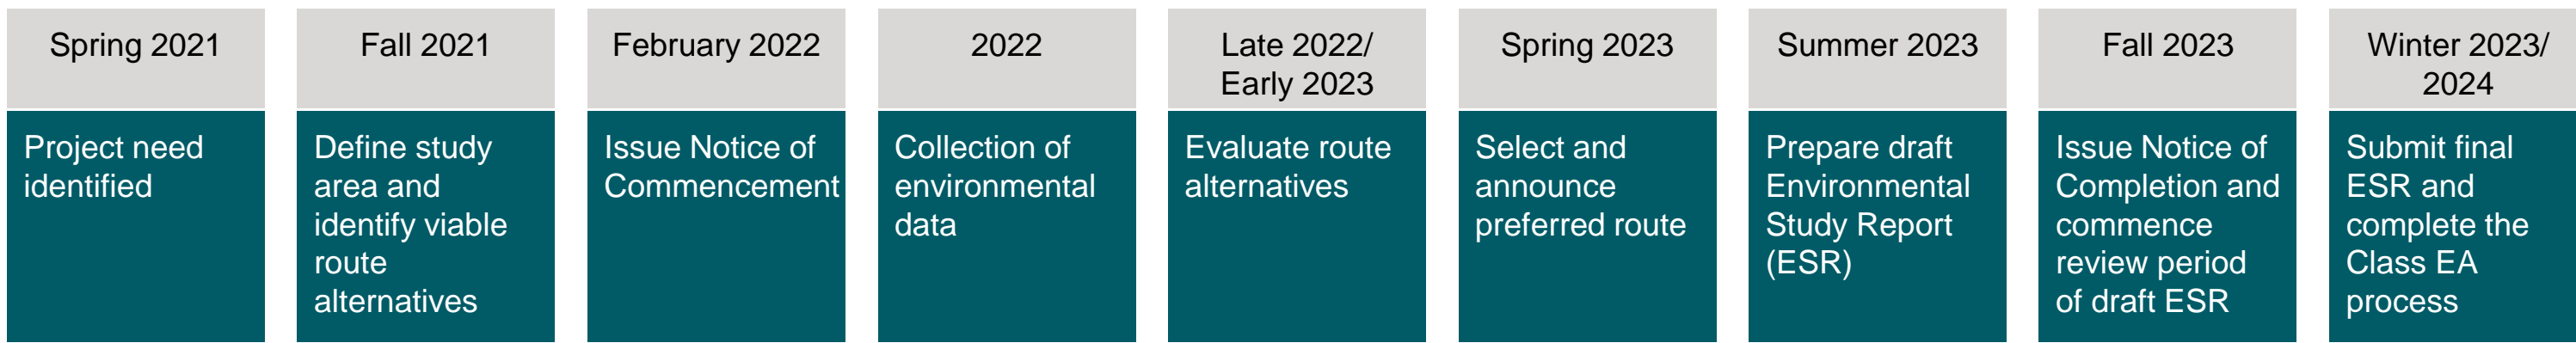 Spring 2021
Project need
identified
Fall 2021
Define study
area and
identify viable
route
alternatives
February 2022
Issue Notice of
Commencement
2022
Collection of
environmental
data
Late 2022/
Early 2023
Evaluate route
alternatives
Spring 2023
Select and
announce
preferred route
Summer 2023
Prepare draft
Environmental
Study Report
(ESR)
Fall 2023
Issue Notice of
Completion and
commence
review period
of draft ESR
Winter 2023/
2024
Submit final
ESR and
complete the
Class EA
process